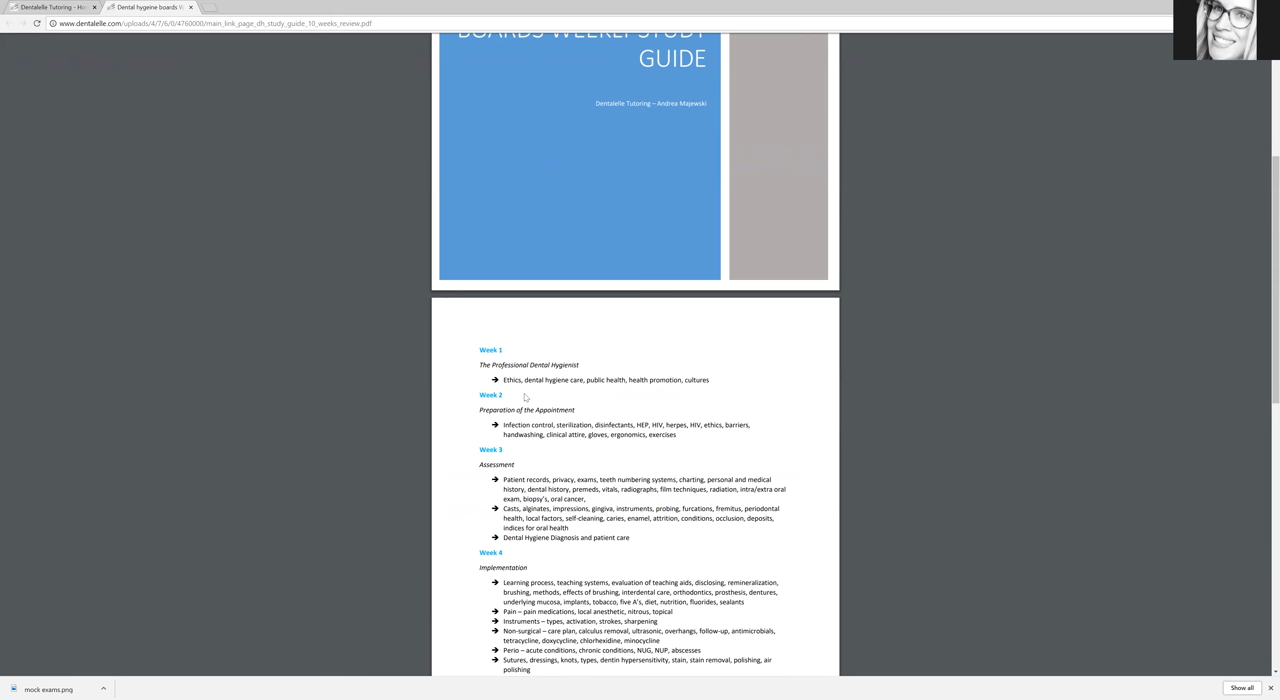 Dentalelle Tutoring - Ho
Dental hygeine boards W
www.dentalelle.com/uploads/4/7/6/0/4760000/main_link_page_dh_study_guide_10_weeks_review.pdf
BOARDS WEEKLY STUDY
GUIDE
Dentalelle Tutoring – Andrea Majewski
Week 1
The Professional Dental Hygienist
➔ Ethics, dental hygiene care, public health, health promotion, cultures
Week 2
Preparation of the Appointment
➔ Infection control, sterilization, disinfectants, HEP, HIV, herpes, HIV, ethics, barriers,
handwashing, clinical attire, gloves, ergonomics, exercises
Week 3
Assessment
➔ Patient records, privacy, exams, teeth numbering systems, charting, personal and medical
history, dental history, premeds, vitals, radiographs, film techniques, radiation, intra/extra oral
exam, biopsy's, oral cancer,
➔ Casts, alginates, impressions, gingiva, instruments, probing, furcations, fremitus, periodontal
health, local factors, self-cleaning, caries, enamel, attrition, conditions, occlusion, deposits,
indices for oral health
➔ Dental Hygiene Diagnosis and patient care
Week 4
Implementation
➔ Learning process, teaching systems, evaluation of teaching aids, disclosing, remineralization,
brushing, methods, effects of brushing, interdental care, orthodontics, prosthesis, dentures,
underlying mucosa, implants, tobacco, five A's, diet, nutrition, fluorides, sealants
➔ Pain – pain medications, local anesthetic, nitrous, topical
➔ Instruments – types, activation, strokes, sharpening
➔ Non-surgical – care plan, calculus removal, ultrasonic, overhangs, follow-up, antimicrobials,
tetracycline, doxycycline, chlorhexidine, minocycline
➔ Perio – acute conditions, chronic conditions, NUG, NUP, abscesses
➔ Sutures, dressings, knots, types, dentin hypersensitivity, stain, stain removal, polishing, air
polishing
mock exams.png
Show all